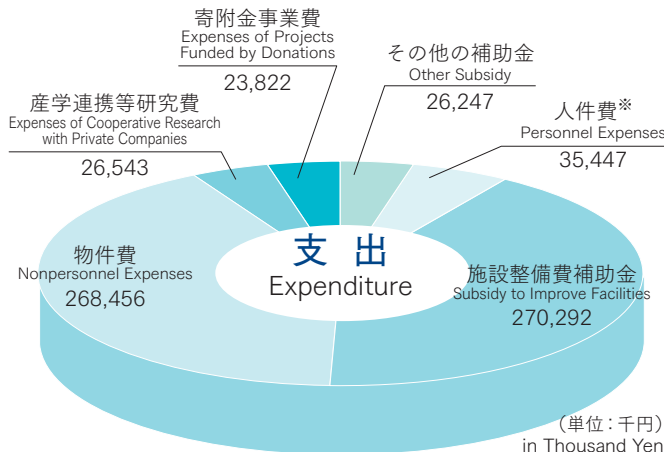 寄附金事業費
Expenses of Projects
Funded by Donations
23,822
その他の補助金
Other Subsidy
26,247
産学連携等研究費
Expenses of Cooperative Research
with Private Companies
26,543
人件費※
Personnel Expenses
35,447
支 出
Expenditure
物件費
Nonpersonnel Expenses
268,456
施設整備費補助金
Subsidy to Improve Facilities
270,292
（単位：千円）
in Thousand Yen